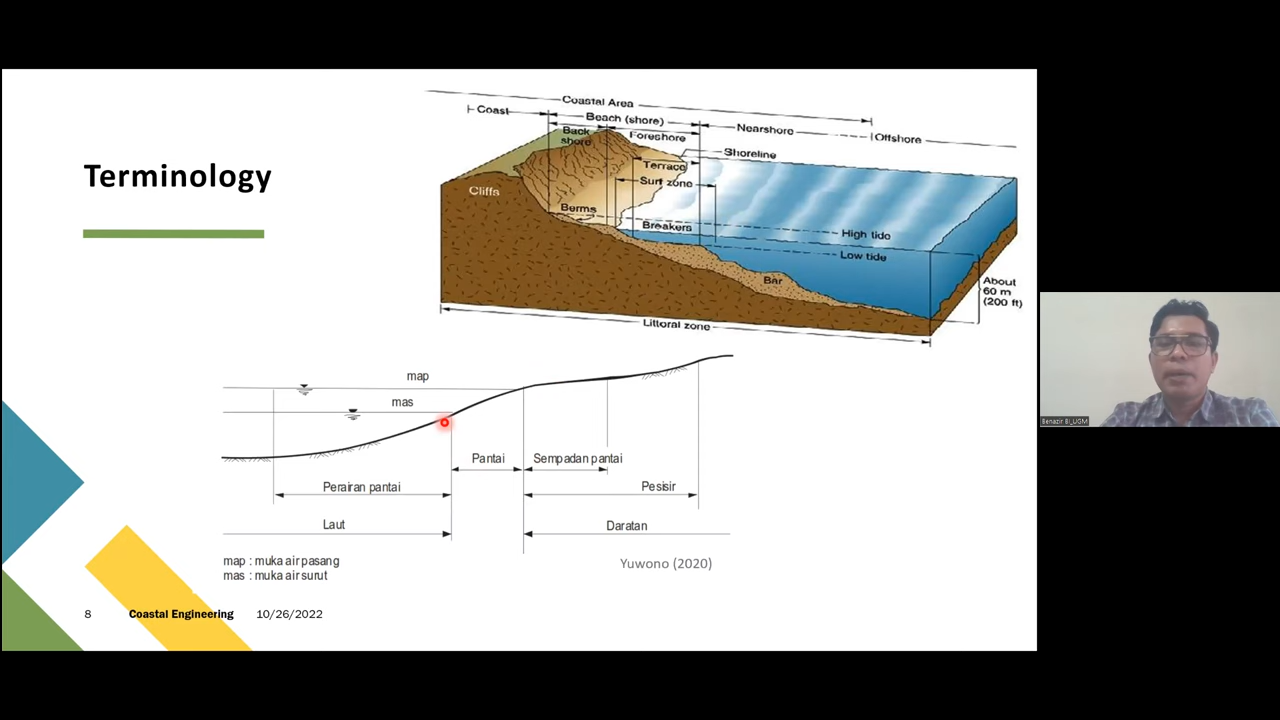 Terminology
Coastal Area
Coast
Beach (shore)
Nearshore
Offshore
Back
shore
Foreshore
Shoreline
Terrace
Surf zone
Cliffs
Berms
Breakers
High tide
Low tide
Bar
About
60 m
(200 ft)
Littoral zone
map
mas
Pantai
Sempadan pantai
Perairan pantai
Pesisir
Laut
Daratan
map : muka air pasang
mas : muka air surut
Yuwono (2020)
8 Coastal Engineering 10/26/2022
Benazir BI_UGM